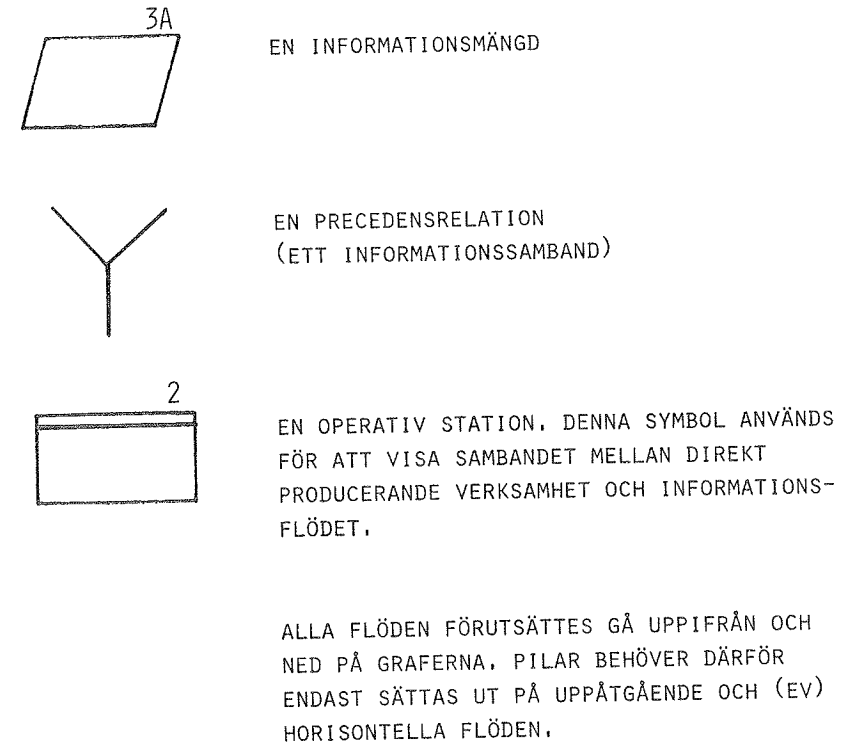 3A
EN INFORMATIONSMÄNGD
EN PRECEDENSRELATION
(ETT INFORMATIONSSAMBAND)
2
EN OPERATIV STATION. DENNA SYMBOL ANVÄNDS
FÖR ATT VISA SAMBANDET MELLAN DIREKT
PRODUCERANDE VERKSAMHET OCH INFORMATIONS-
FLÖDET.
ALLA FLÖDEN FÖRUTSÄTTES GÅ UPPIFRÅN OCH
NED PÅ GRAFERNA. PILAR BEHÖVER DÄRFÖR
ENDAST SÄTTAS UT PÅ UPPÅTGÅENDE OCH (EV)
HORISONTELLA FLÖDEN.